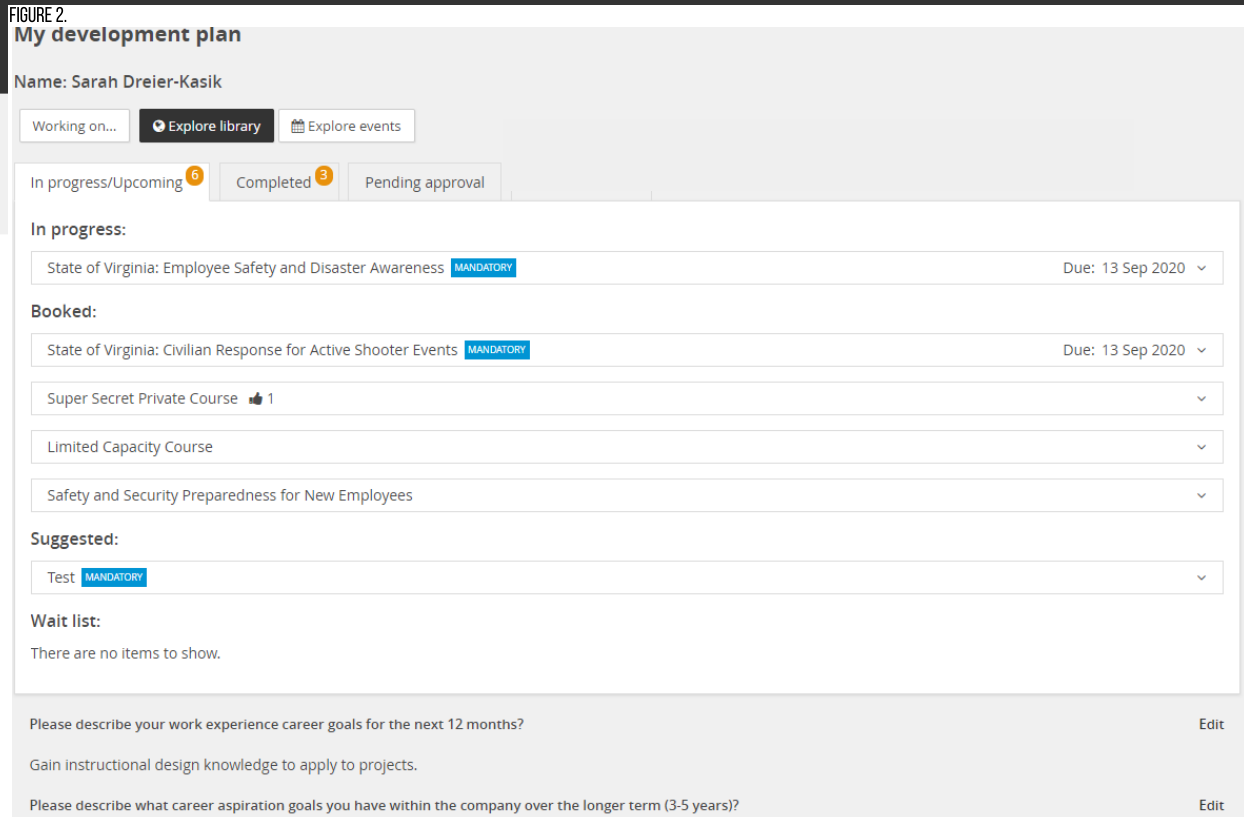 FIGURE 2.
My development plan
Name: Sarah Dreier-Kasik
Working on... Explore library Explore events
In progress/Upcoming 6 Completed 3 Pending approval
In progress:
State of Virginia: Employee Safety and Disaster Awareness MANDATORY Due: 13 Sep 2020
Booked:
State of Virginia: Civilian Response for Active Shooter Events MANDATORY Due: 13 Sep 2020
Super Secret Private Course 1
Limited Capacity Course
Safety and Security Preparedness for New Employees
Suggested:
Test MANDATORY
Wait list:
There are no items to show.
Please describe your work experience career goals for the next 12 months? Edit
Gain instructional design knowledge to apply to projects.
Please describe what career aspiration goals you have within the company over the longer term (3-5 years)? Edit